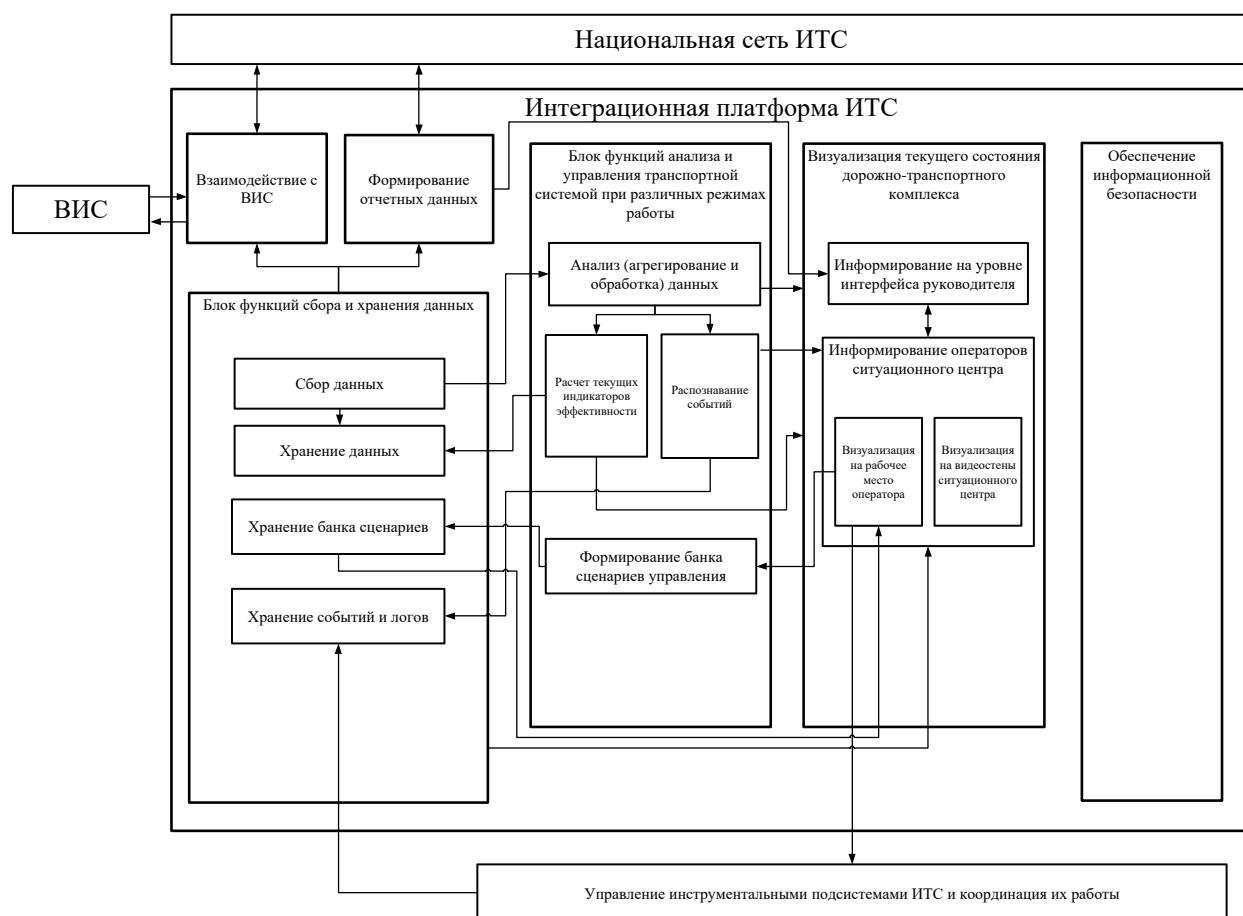 Национальная сеть ИТС
Интеграционная платформа ИТС
ВИС
Взаимодействие с
ВИС
Формирование
отчетных данных
Блок функций сбора и хранения данных
Сбор данных
Хранение данных
Хранение банка сценариев
Хранение событий и логов
Блок функций анализа и
управления транспортной
системой при различных режимах
работы
Анализ (агрегирование и
обработка) данных
Расчет текущих
индикаторов
эффективности
Распознавание
событий
Формирование банка
сценариев управления
Визуализация текущего состояния
дорожно-транспортного
комплекса
Информирование на уровне
интерфейса руководителя
Информирование операторов
ситуационного центра
Визуализация
на рабочее
место
оператора
Визуализация
на видеостены
ситуационного
центра
Обеспечение
информационной
безопасности
Управление инструментальными подсистемами ИТС и координация их работы